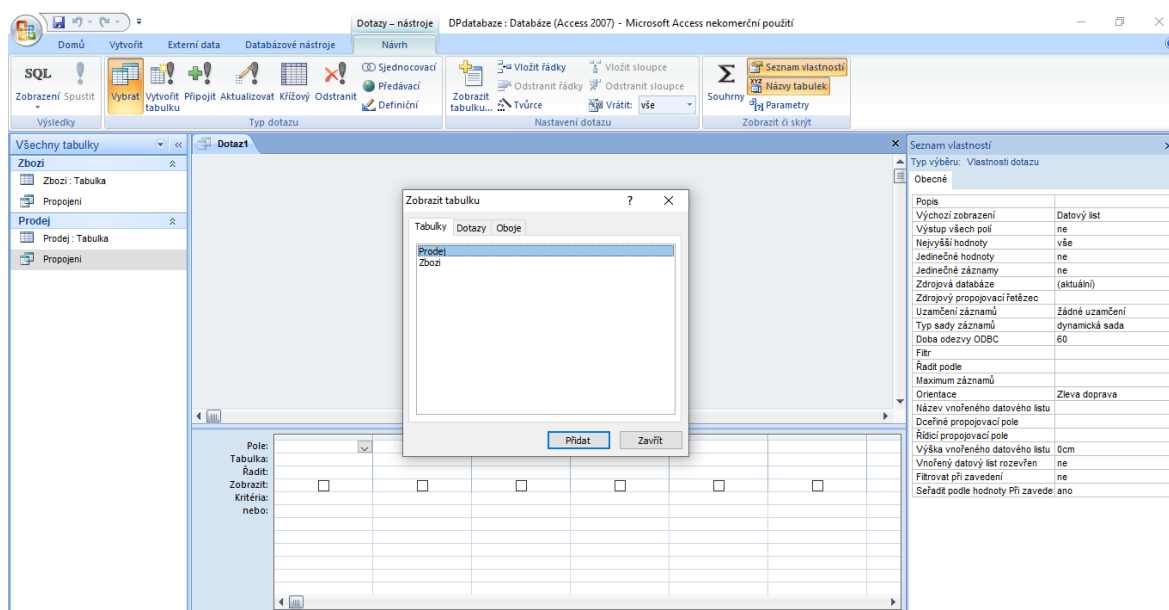 Dotazy – nástroje
DPdatabaze : Databáze (Access 2007) - Microsoft Access nekomerční použití
Domů
Vytvořit
Externí data
Databázové nástroje
Návrh
SQL
Zobrazení
Spustit
Výsledky
Vybrat
Vytvořit tabulku
Připojit
Aktualizovat
Křížový
Odstranit
Sjednocovací
Předávací
Definiční
Typ dotazu
Zobrazit tabulku...
Vložit řádky
Odstranit řádky
Tvůrce
Vložit sloupce
Odstranit sloupce
Vrátit: vše
Nastavení dotazu
Souhrny
Seznam vlastností
Názvy tabulek
Parametry
Zobrazit či skrýt
Všechny tabulky
Zbozi
Zbozi : Tabulka
Propojeni
Prodej
Prodej : Tabulka
Propojeni
Dotaz1
Zobrazit tabulku
Tabulky
Dotazy
Oboje
Prodej
Zbozi
Přidat
Zavřít
Pole:
Tabulka:
Řadit:
Zobrazit:
Kritéria:
nebo:
Seznam vlastností
Typ výběru: Vlastnosti dotazu
Obecné
Popis
Výchozí zobrazení Datový list
Výstup všech polí ne
Nejvyšší hodnoty vše
Jedinečné hodnoty ne
Jedinečné záznamy ne
Zdrojová databáze (aktuální)
Zdrojový propojovací řetězec
Uzamčení záznamů žádné uzamčení
Typ sady záznamů dynamická sada
Doba odezvy ODBC 60
Filtr
Řadit podle
Maximum záznamů
Orientace Zleva doprava
Název vnořeného datového listu
Dceřiné propojovací pole
Řídicí propojovací pole
Výška vnořeného datového listu 0cm
Vnořený datový list rozevřen ne
Filtrovat při zavedení ne
Seřadit podle hodnoty Při zavede ano